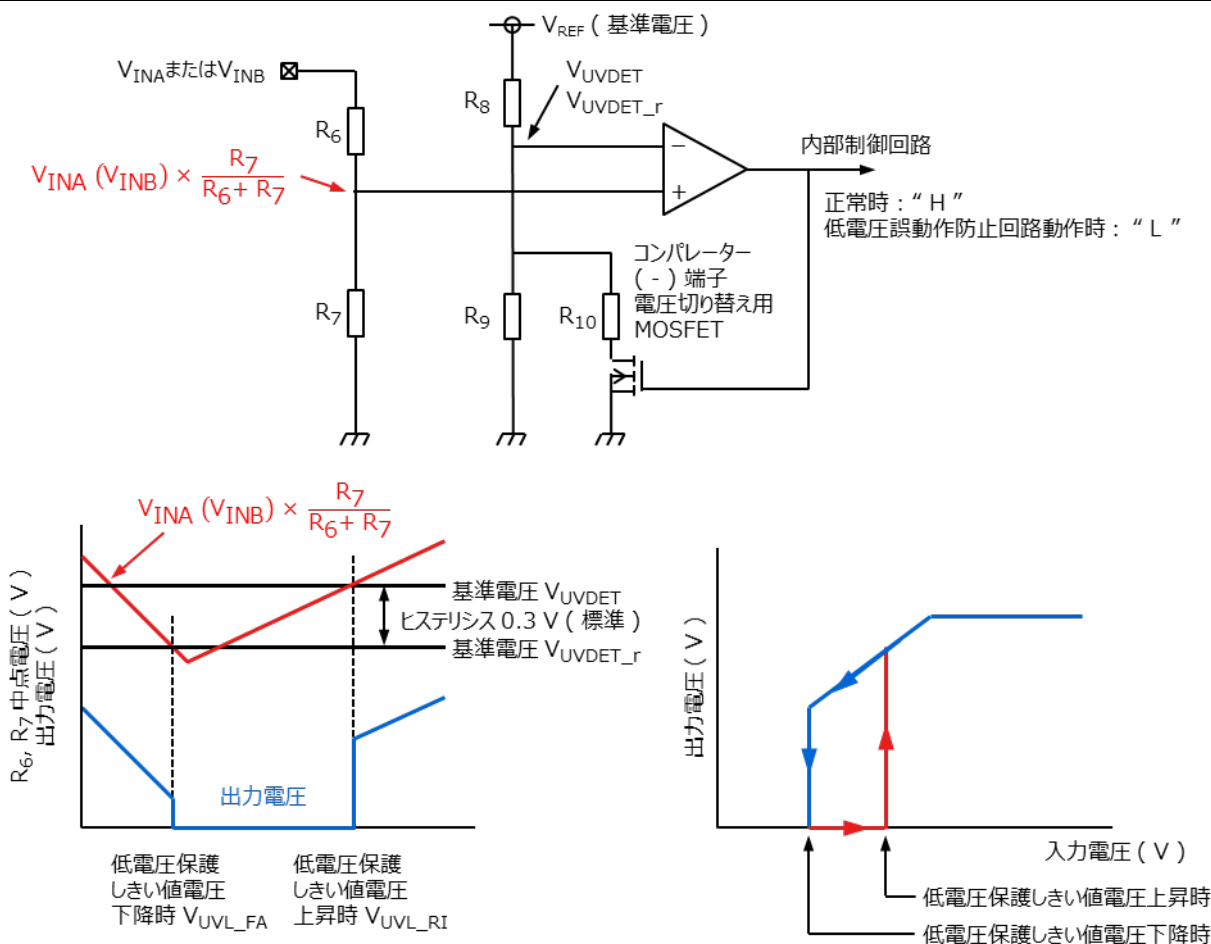 VREF ( 基準電圧 )
VINAまたはVINB
VUVDET
VUVDET_r
R8
R6
VINA (VINB) × R7
R6+ R7
−
+
内部制御回路
正常時 : “ H ”
低電圧誤動作防止回路動作時 : “ L ”
コンパレーター
( - ) 端子
電圧切り替え用
MOSFET
R7
R9
R10
VINA (VINB) × R7
R6+ R7
R6, R7 中点電圧 ( V )
出力電圧 ( V )
基準電圧 VUVDET
ヒステリシス 0.3 V ( 標準 )
基準電圧 VUVDET_r
出力電圧
低電圧保護
しきい値電圧
下降時 VUVL_FA
低電圧保護
しきい値電圧
上昇時 VUVL_RI
出力電圧 ( V )
入力電圧 ( V )
低電圧保護しきい値電圧上昇時
低電圧保護しきい値電圧下降時